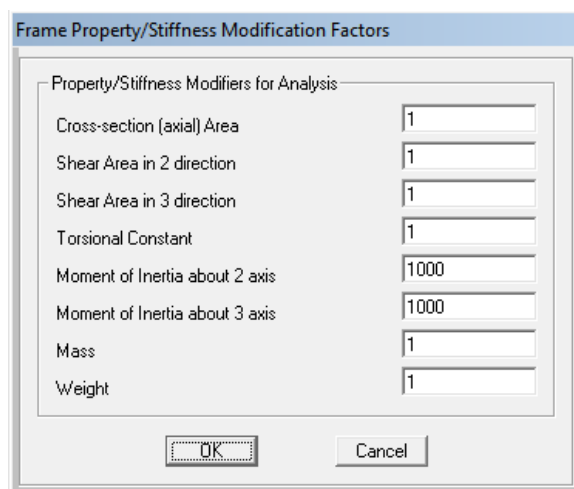 Frame Property/Stiffness Modification Factors
Property/Stiffness Modifiers for Analysis
Cross-section (axial) Area 1
Shear Area in 2 direction 1
Shear Area in 3 direction 1
Torsional Constant 1
Moment of Inertia about 2 axis 1000
Moment of Inertia about 3 axis 1000
Mass 1
Weight 1
OK Cancel